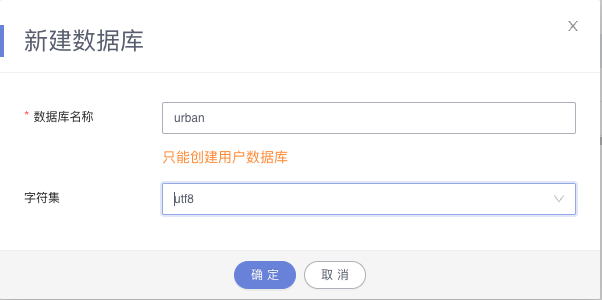 新建数据库
* 数据库名称
urban
只能创建用户数据库
字符集
utf8
确 定
取 消